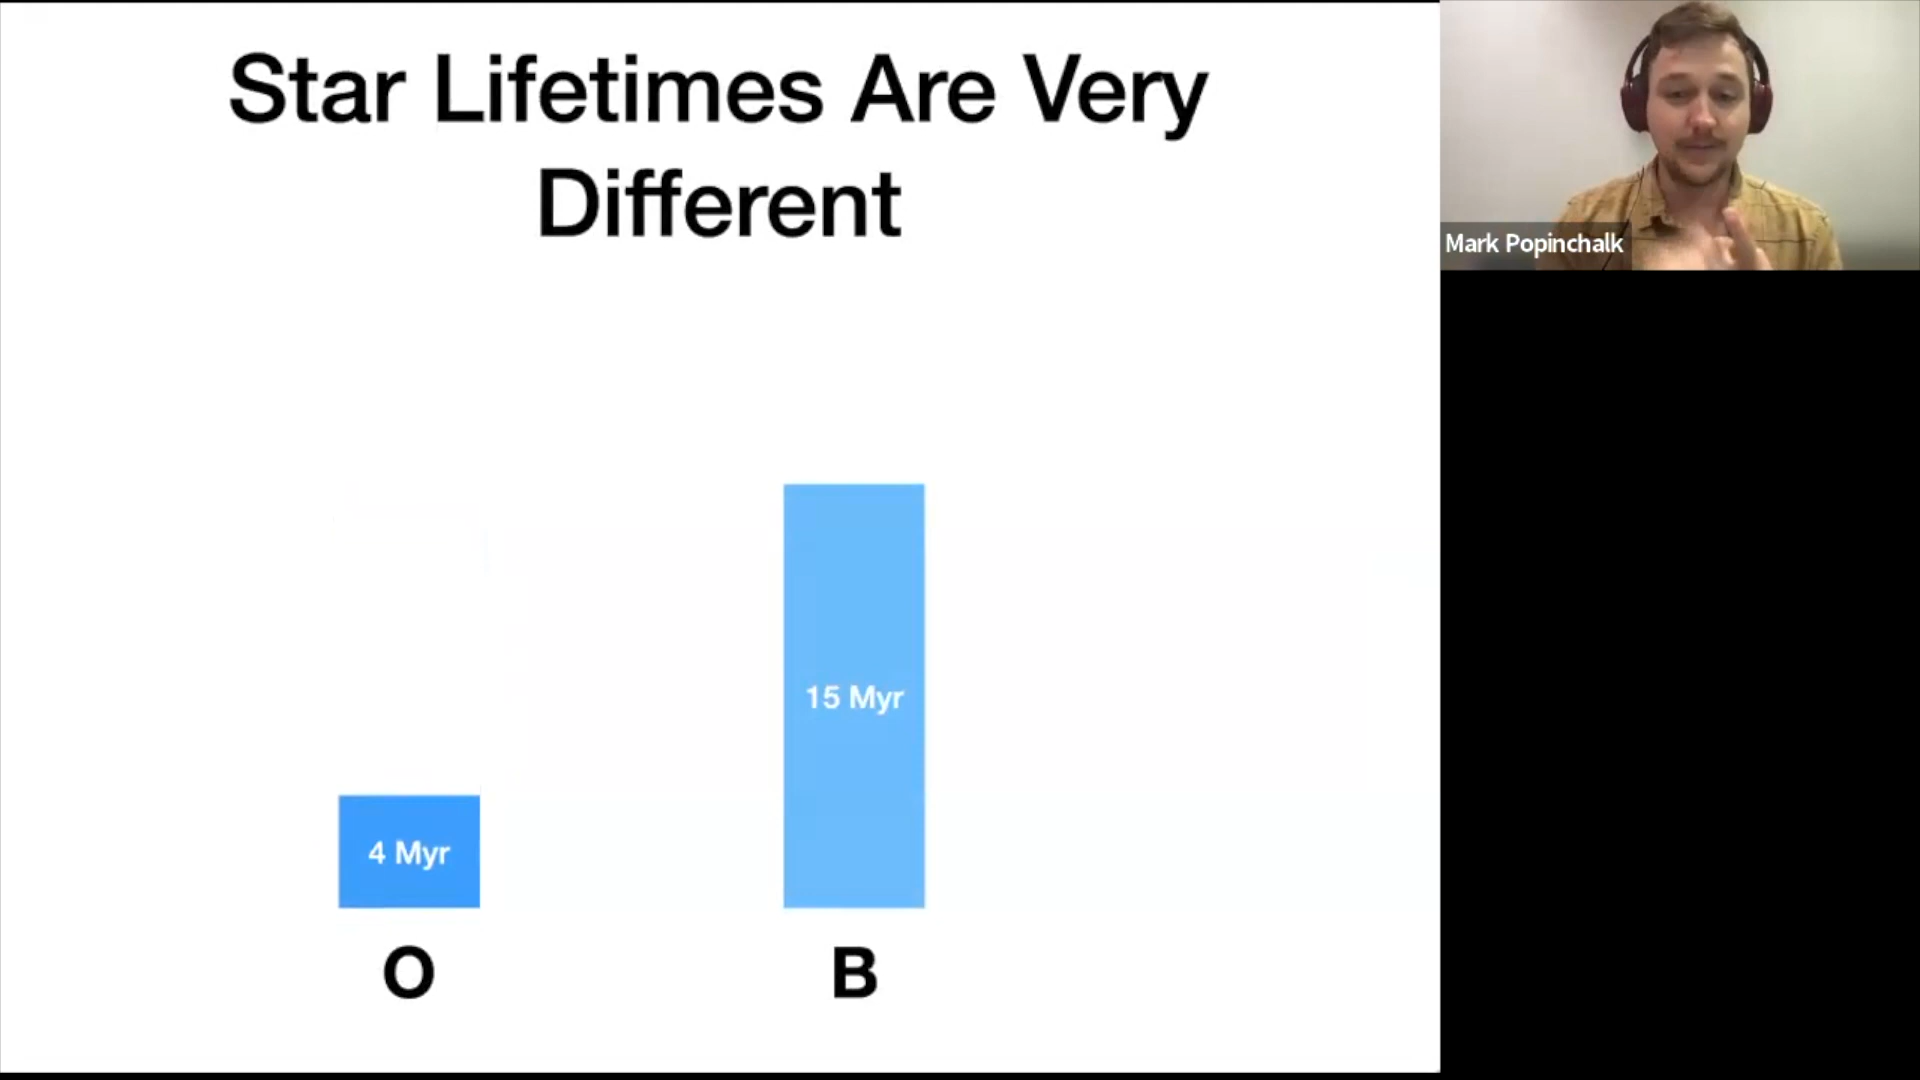 Star Lifetimes Are Very
Different
Mark Popinchalk
15 Myr
4 Myr
O
B